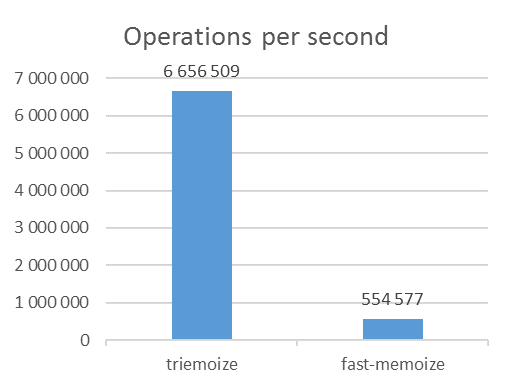 Operations per second
7 000 000
6 656 509
6 000 000
5 000 000
4 000 000
3 000 000
2 000 000
1 000 000
554 577
0
triemoize fast-memoize